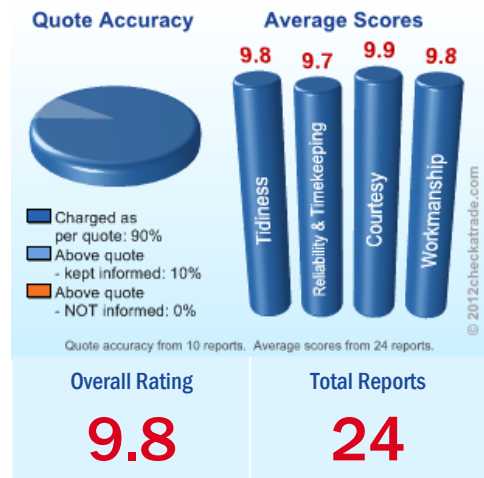 Quote Accuracy
Average Scores
9.8
9.7
9.9
9.8
Tidiness
Reliability & Timekeeping
Courtesy
Workmanship
Charged as
per quote: 90%
Above quote
- kept informed: 10%
Above quote
- NOT informed: 0%
© 2012checkatrade.com
Quote accuracy from 10 reports. Average scores from 24 reports.
Overall Rating
9.8
Total Reports
24